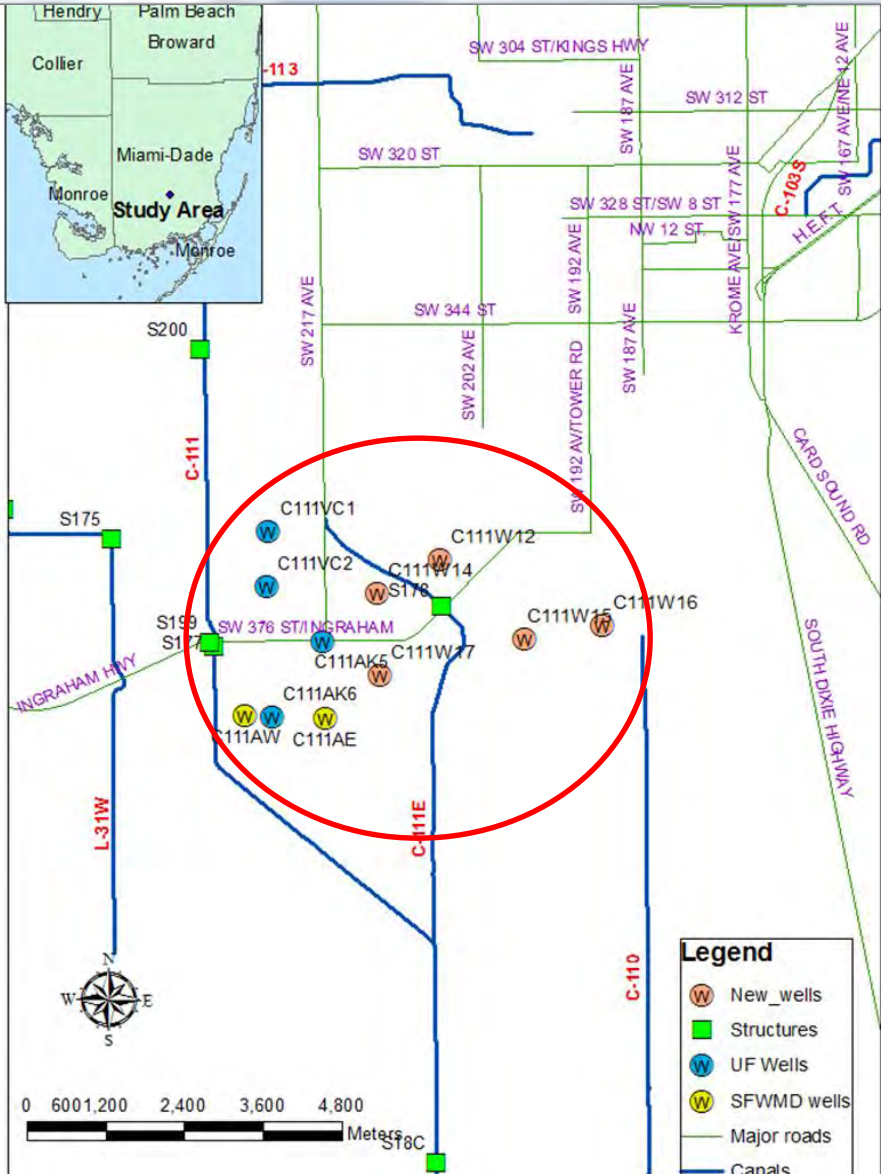 Hendry
Palm Beach
Broward
Collier
Miami-Dade
Monroe
Study Area
Monroe
-113
SW 304 ST/KINGS HWY
SW 187 AVE
SW 312 ST
SW 167 AVE/NE 12 AVE
SW 320 ST
KROME AVE/SW 177 AVE
C-103S
SW 328 ST/SW 8 ST
NW 12 ST
H.E.F.T.
SW 192 AVE
SW 217 AVE
SW 344 ST
SW 187 AVE
SW 202 AVE
SW 192 AV/TOWER RD
S200
C-111
CARD SOUND RD
S175
C111VC1
C111VC2
C111W12
C111W14
S178
C111W15
C111W16
S199
SW 376 ST/INGRAHAM
S177
C111AK5
C111W17
INGRAHAM HWY
C111AK6
C111AW
C111AE
SOUTH DIXIE HIGHWAY
L-31W
C-111E
C-110
N
W
E
S
0 600 1,200 2,400 3,600 4,800
Meters
S18C
Legend
W New_wells
Structures
W UF Wells
W SFWMD wells
Major roads
Canals